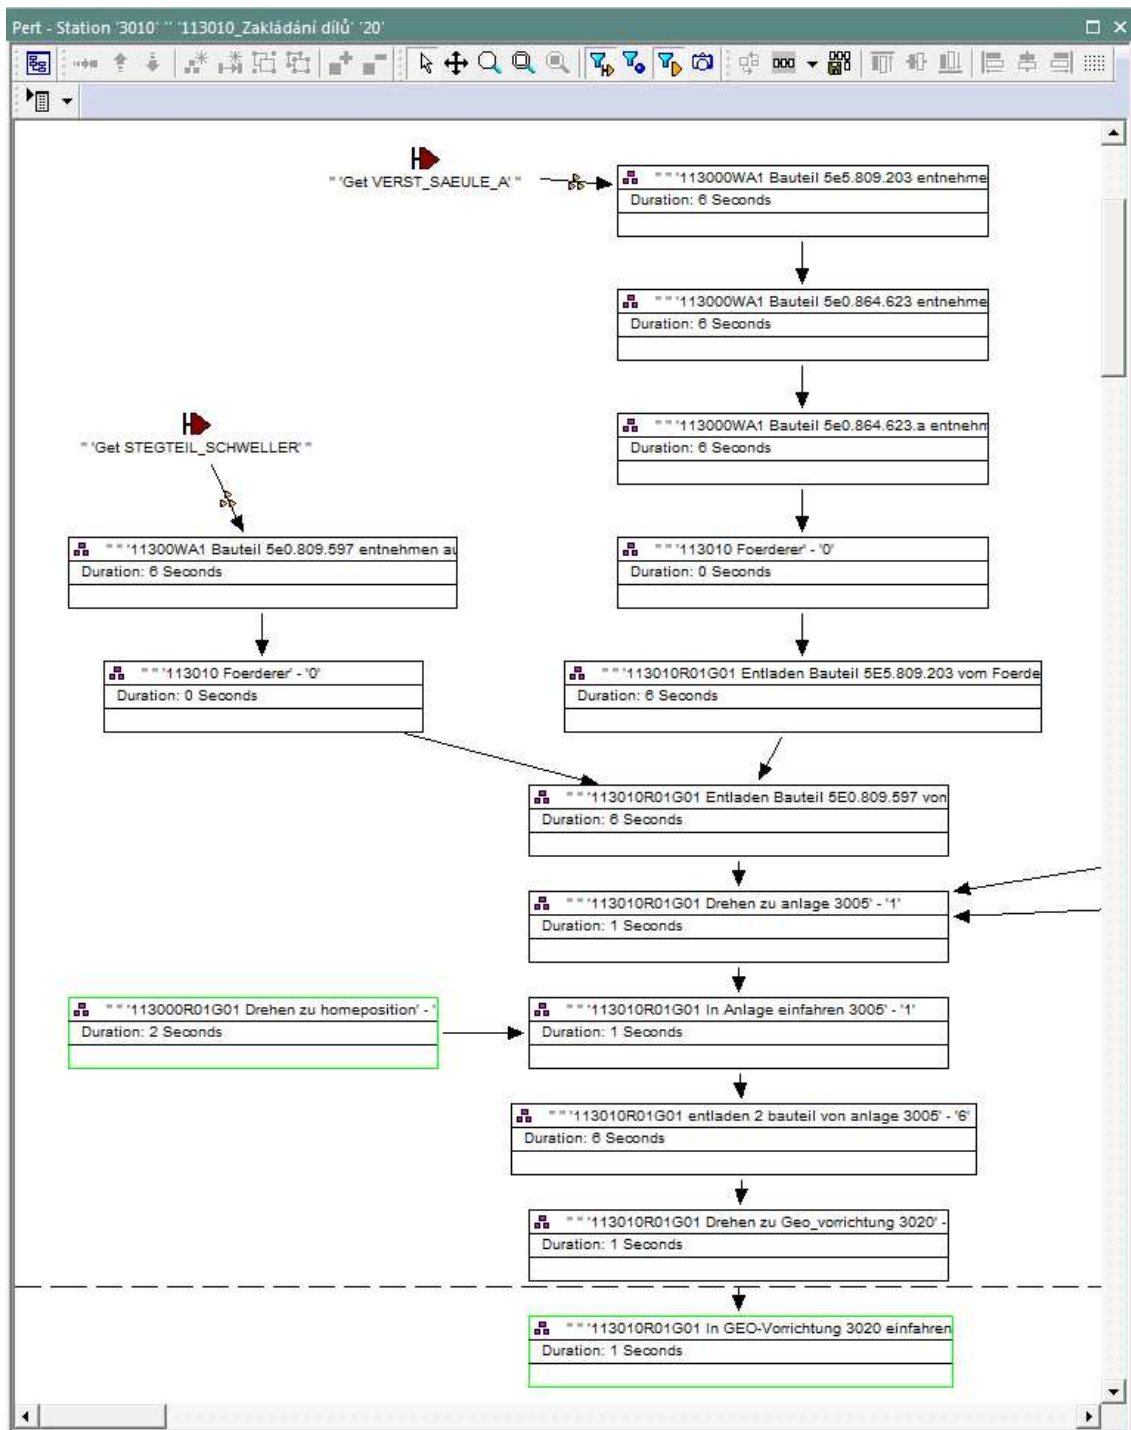 Pert - Station '3010' '' '113010_Zakládání dílů' '20'
" 'Get VERST_SAEULE_A' "
" " '113000WA1 Bauteil 5e5.809.203 entnehme
Duration: 6 Seconds
" " '113000WA1 Bauteil 5e0.864.623 entnehme
Duration: 6 Seconds
" " '113000WA1 Bauteil 5e0.864.623.a entnehm
Duration: 6 Seconds
" 'Get STEGTEIL_SCHWELLER' "
" " '11300WA1 Bauteil 5e0.809.597 entnehmen au
Duration: 6 Seconds
" " '113010 Foerderer' - '0'
Duration: 0 Seconds
" " '113010 Foerderer' - '0'
Duration: 0 Seconds
" " '113010R01G01 Entladen Bauteil 5E5.809.203 vom Foerde
Duration: 6 Seconds
" " '113010R01G01 Entladen Bauteil 5E0.809.597 von
Duration: 6 Seconds
" " '113010R01G01 Drehen zu anlage 3005' - '1'
Duration: 1 Seconds
" " '113000R01G01 Drehen zu homeposition' - '
Duration: 2 Seconds
" " '113010R01G01 In Anlage einfahren 3005' - '1'
Duration: 1 Seconds
" " '113010R01G01 entladen 2 bauteil von anlage 3005' - '6'
Duration: 6 Seconds
" " '113010R01G01 Drehen zu Geo_vorrichtung 3020' -
Duration: 1 Seconds
" " '113010R01G01 In GEO-Vorrichtung 3020 einfahren
Duration: 1 Seconds